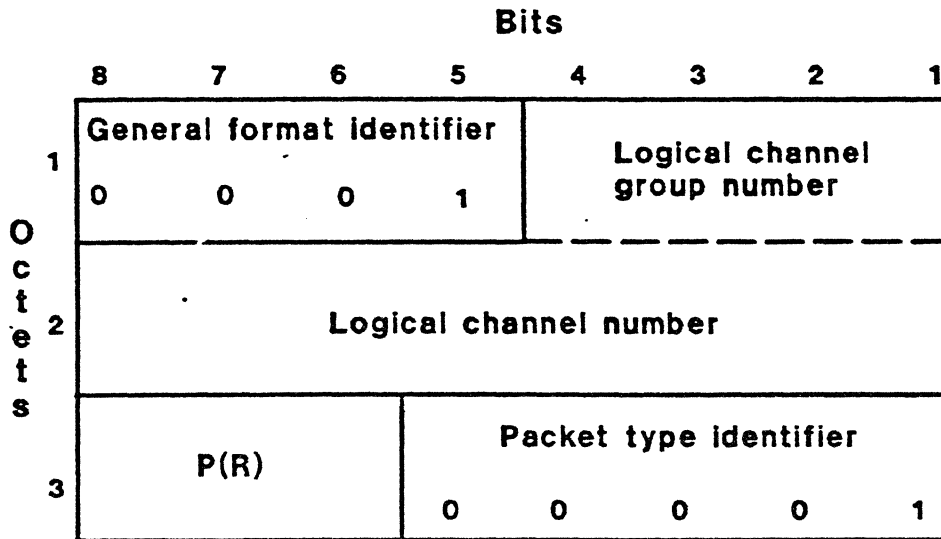 Bits
8 7 6 5 4 3 2 1
General format identifier
0 0 0 1
Logical channel
group number
Octets
1
2
3
Logical channel number
P(R)
Packet type identifier
0 0 0 0 1